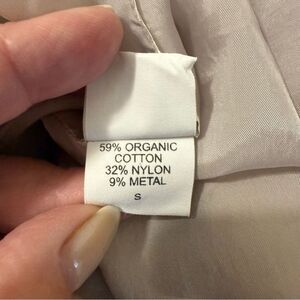 59% ORGANIC
COTTON
32% NYLON
9% METAL
S